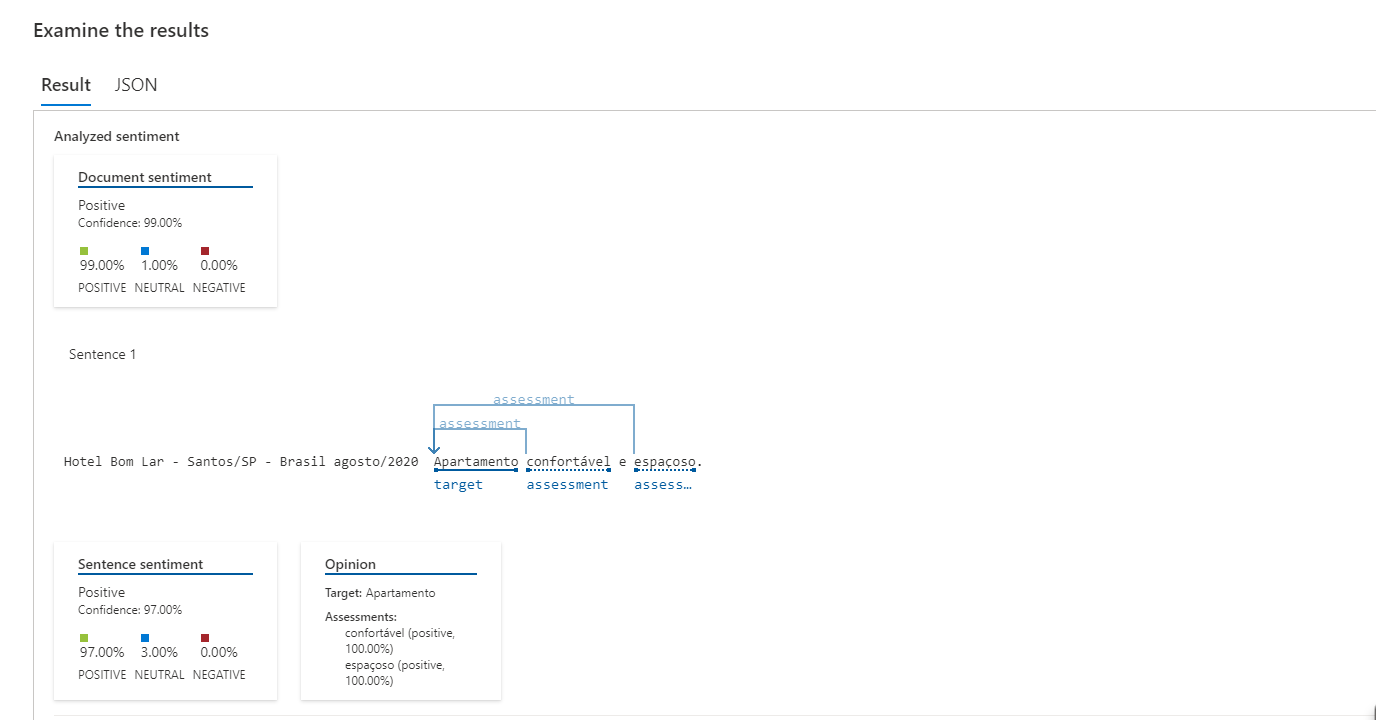 Examine the results
Result JSON
Analyzed sentiment
Document sentiment
Positive
Confidence: 99.00%
99.00% 1.00% 0.00%
POSITIVE NEUTRAL NEGATIVE
Sentence 1
assessment
assessment
Hotel Bom Lar - Santos/SP - Brasil agosto/2020 Apartamento confortável e espaçoso.
target assessment assess…
Sentence sentiment
Positive
Confidence: 97.00%
97.00% 3.00% 0.00%
POSITIVE NEUTRAL NEGATIVE
Opinion
Target: Apartamento
Assessments:
confortável (positive,
100.00%)
espaçoso (positive,
100.00%)